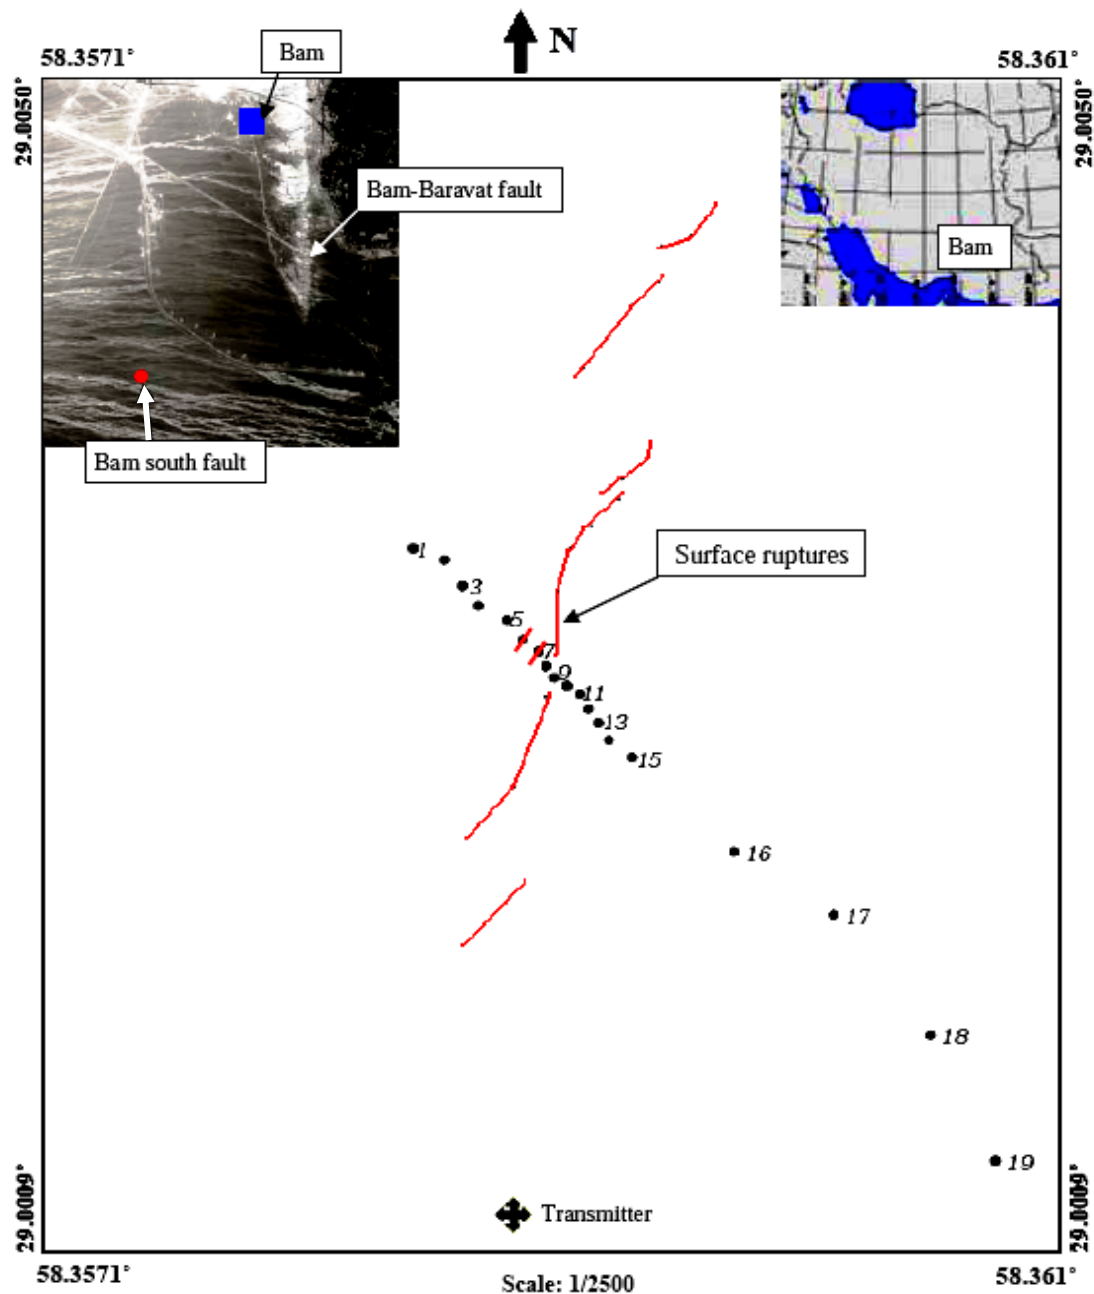 N
58.3571°
58.361°
29.0050°
29.0050°
Bam
Bam-Baravat fault
Bam
Bam south fault
Surface ruptures
1
3
5
7
9
11
13
15
16
17
18
19
Transmitter
29.0009°
29.0009°
58.3571°
58.361°
Scale: 1/2500